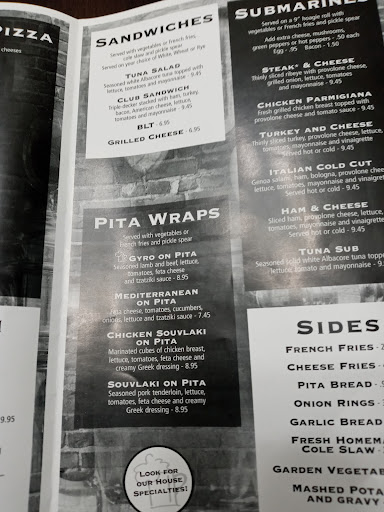 PIZZA
cheeses
9.95
SANDWICHES
Served with vegetables or french fries,
cole slaw and pickle spear
Served on your choice of White, Wheat or Rye
TUNA SALAD
Seasoned white Albacore tuna topped with
lettuce, tomatoes and mayonnaise - 9.45
CLUB SANDWICH
Triple-decker stacked with ham, turkey,
bacon, American cheese, lettuce,
tomatoes and mayonnaise - 9.45
BLT - 6.95
GRILLED CHEESE - 6.95
PITA WRAPS
Served with vegetables or
French fries and pickle spear
GYRO ON PITA
Seasoned lamb and beef, lettuce,
tomatoes, feta cheese
and tzatziki sauce - 8.95
MEDITERRANEAN
ON PITA
Feta cheese, tomatoes, cucumbers,
onions, lettuce and tzatziki sauce - 7.45
CHICKEN SOUVLAKI
ON PITA
Marinated cubes of chicken breast,
lettuce, tomatoes, feta cheese and
creamy Greek dressing - 8.95
SOUVLAKI ON PITA
Seasoned pork tenderloin, lettuce,
tomatoes, feta cheese and creamy
Greek dressing - 8.95
LOOK FOR
OUR HOUSE
SPECIALTIES!
SUBMARINES
Served on a 9" hoagie roll with
vegetables or French fries and pickle spear
Add extra cheese, mushrooms,
green peppers or hot peppers - .50 each
Egg - .95 Bacon - 1.50
STEAK* & CHEESE
Thinly sliced ribeye with provolone cheese,
grilled onion, lettuce, tomatoes
and mayonnaise - 9.45
CHICKEN PARMIGIANA
Fresh grilled chicken breast topped with
provolone cheese and tomato sauce - 9.45
TURKEY AND CHEESE
Thinly sliced turkey, provolone cheese, lettuce,
tomatoes, mayonnaise and vinaigrette
Served hot or cold - 9.45
ITALIAN COLD CUT
Genoa salami, ham, bologna, provolone cheese,
lettuce, tomatoes, mayonnaise and vinaigrette
Served hot or cold - 9.45
HAM & CHEESE
Sliced ham, provolone cheese, lettuce,
tomatoes, mayonnaise and vinaigrette
Served hot or cold - 9.45
TUNA SUB
Seasoned solid white Albacore tuna topped
lettuce, tomato and mayonnaise - 9.
SIDES
FRENCH FRIES -
CHEESE FRIES -
PITA BREAD - .
ONION RINGS - 3
GARLIC BREAD
FRESH HOMEMA
COLE SLAW - 2
GARDEN VEGETAB
MASHED POTA
AND GRAVY -